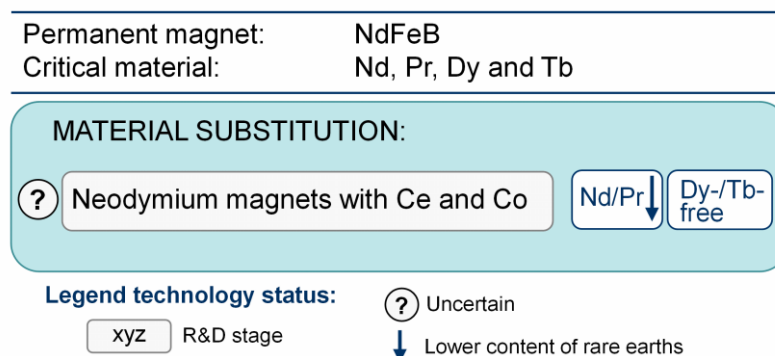 Permanent magnet: NdFeB
Critical material: Nd, Pr, Dy and Tb
MATERIAL SUBSTITUTION:
? Neodymium magnets with Ce and Co Nd/Pr↓ Dy-/Tb-
free
Legend technology status:
? Uncertain
xyz R&D stage
↓ Lower content of rare earths